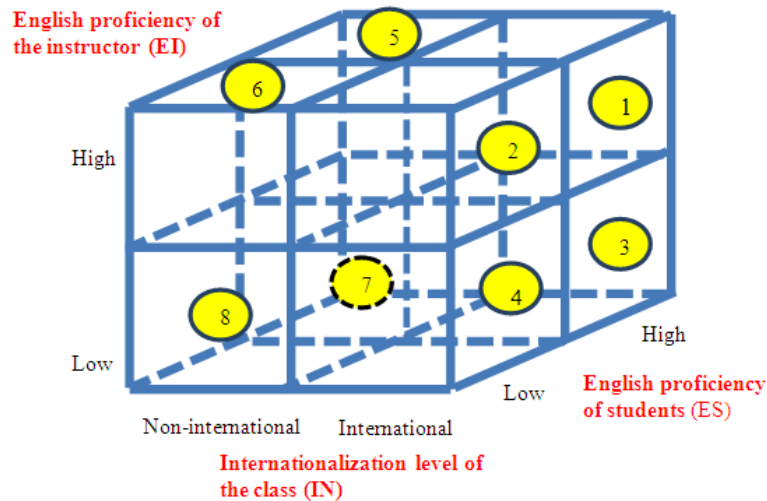 English proficiency of
the instructor (EI)
5
6
1
High
2
3
7
4
8
High
Low
Low
English proficiency
of students (ES)
Non-international
International
Internationalization level of
the class (IN)